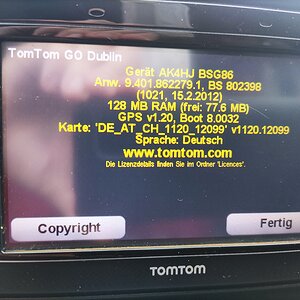 TomTom GO Dublin
Gerät AK4HJ BSG86
Anw. 9.401.862279.1, BS 802398
(1021, 15.2.2012)
128 MB RAM (frei: 77.6 MB)
GPS v1.20, Boot 8.0032
Karte: 'DE_AT_CH_1120_12099' v1120.12099
Sprache: Deutsch
www.tomtom.com
Die Lizenzdetails finden Sie im Ordner 'Licences'.
Copyright
Fertig
TOMTOM